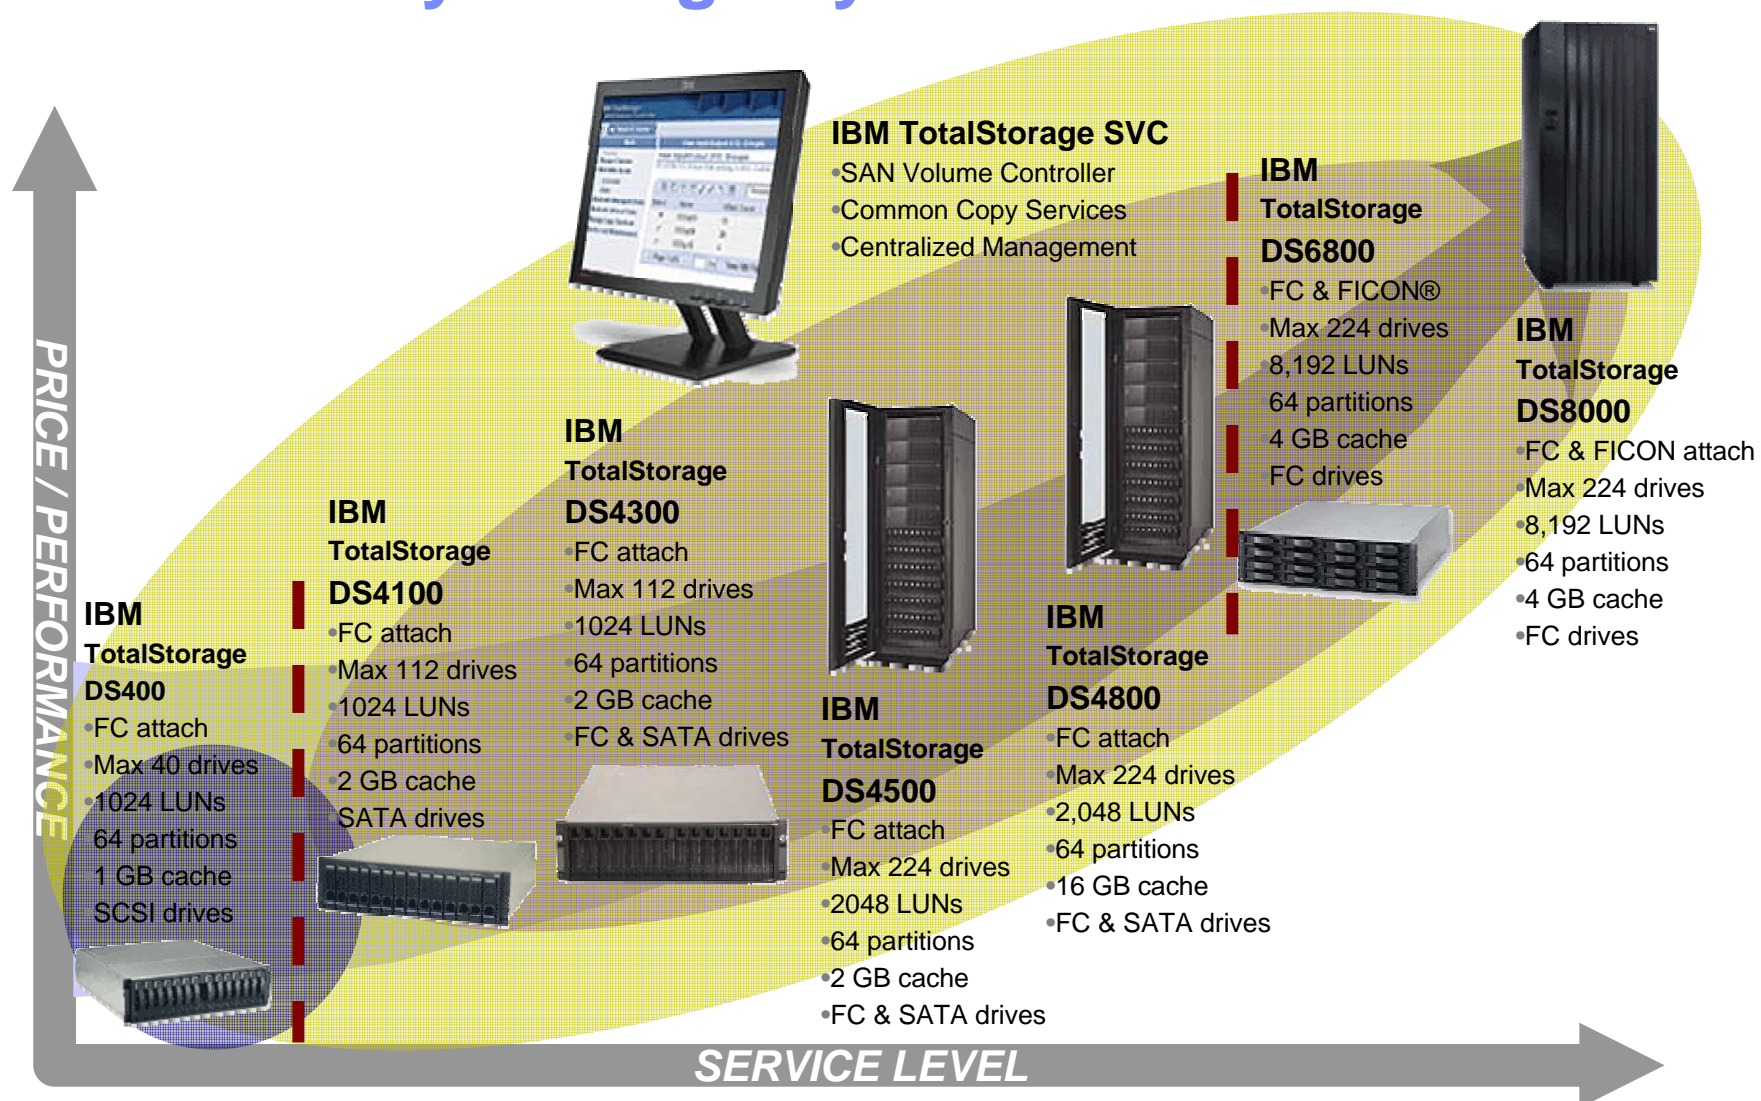 IBM TotalStorage SVC
•SAN Volume Controller
•Common Copy Services
•Centralized Management
IBM
TotalStorage
DS6800
•FC & FICON®
•Max 224 drives
•8,192 LUNs
64 partitions
•4 GB cache
FC drives
IBM
TotalStorage
DS8000
•FC & FICON attach
•Max 224 drives
•8,192 LUNs
•64 partitions
•4 GB cache
•FC drives
IBM
TotalStorage
DS4300
•FC attach
•Max 112 drives
•1024 LUNs
•64 partitions
•2 GB cache
•FC & SATA drives
IBM
TotalStorage
DS4100
•FC attach
•Max 112 drives
•1024 LUNs
•64 partitions
•2 GB cache
•SATA drives
IBM
TotalStorage
DS400
•FC attach
•Max 40 drives
•1024 LUNs
64 partitions
•1 GB cache
SCSI drives
IBM
TotalStorage
DS4500
•FC attach
•Max 224 drives
•2048 LUNs
•64 partitions
•2 GB cache
•FC & SATA drives
IBM
TotalStorage
DS4800
•FC attach
•Max 224 drives
•2,048 LUNs
•64 partitions
•16 GB cache
•FC & SATA drives
PRICE / PERFORMANCE
SERVICE LEVEL